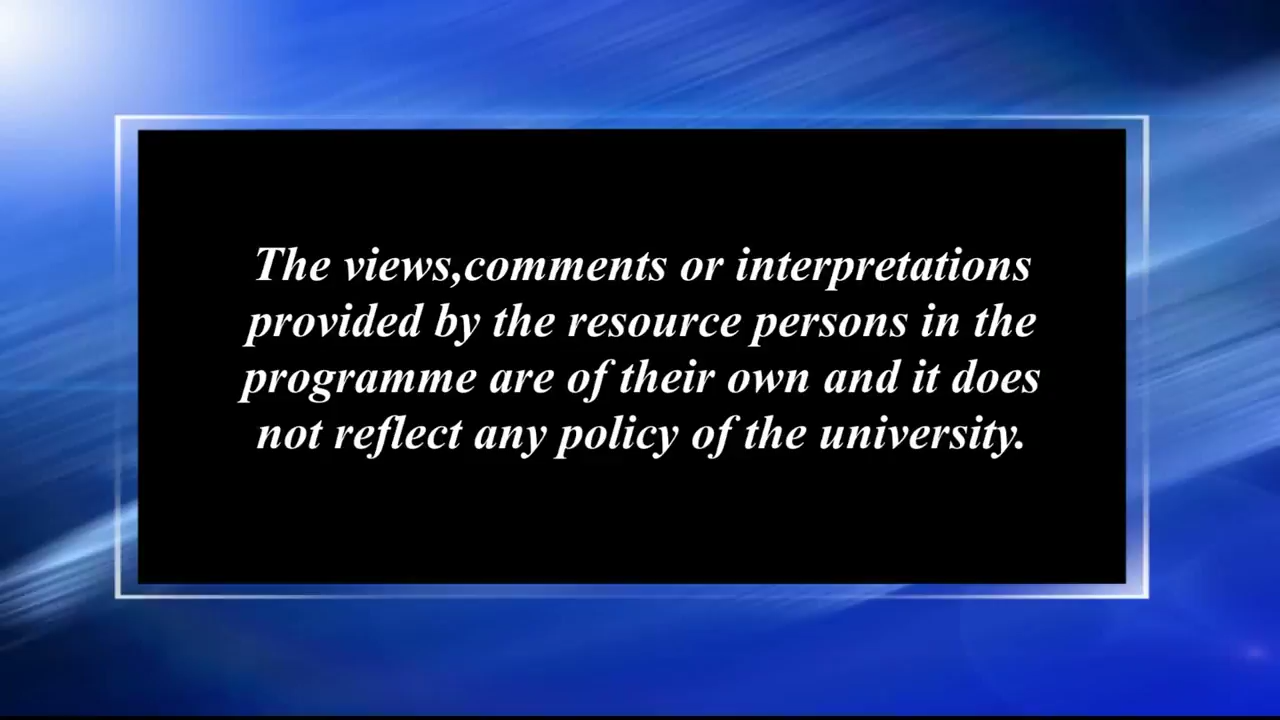 The views,comments or interpretations
provided by the resource persons in the
programme are of their own and it does
not reflect any policy of the university.